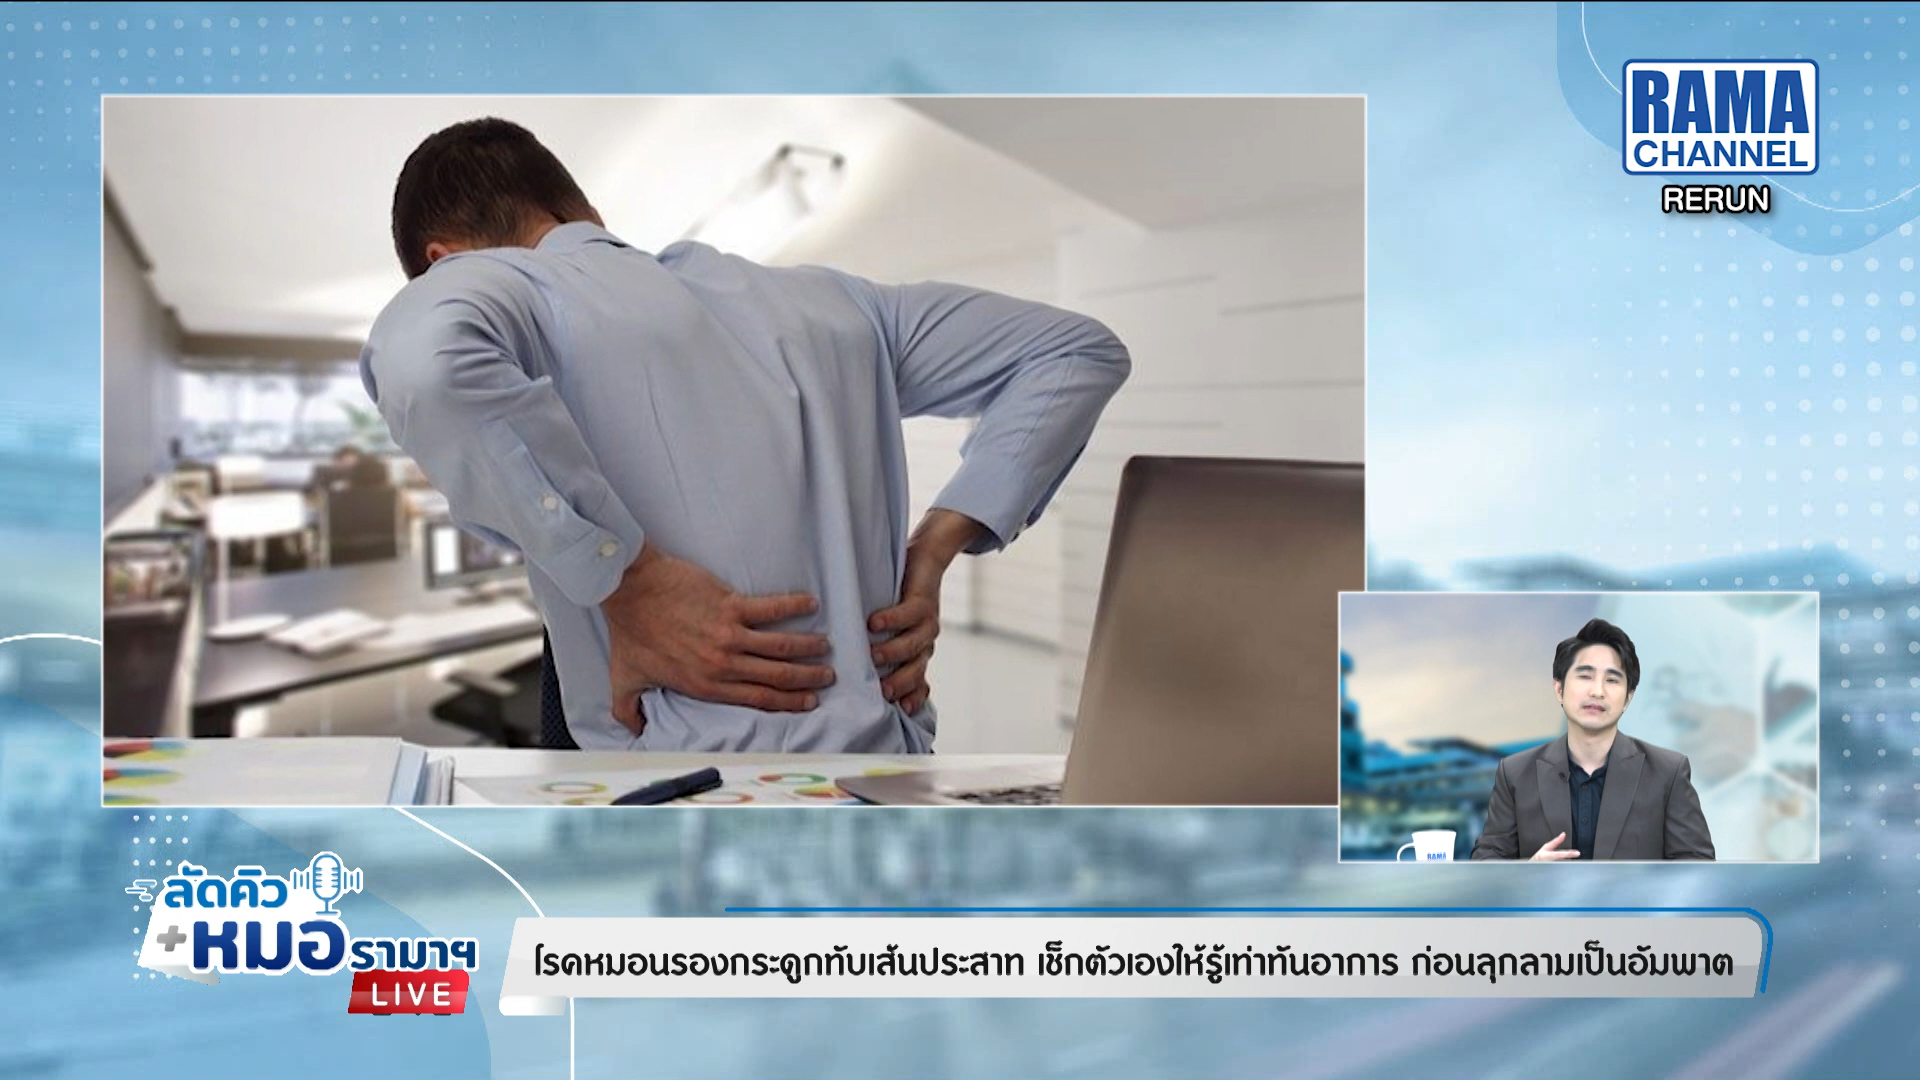 RAMA
CHANNEL
RERUN
RAMA
ลัดคิว
หมอรามาฯ
LIVE
โรคหมอนรองกระดูกทับเส้นประสาท เช็กตัวเองให้รู้เท่าทันอาการ ก่อนลุกลามเป็นอัมพาต